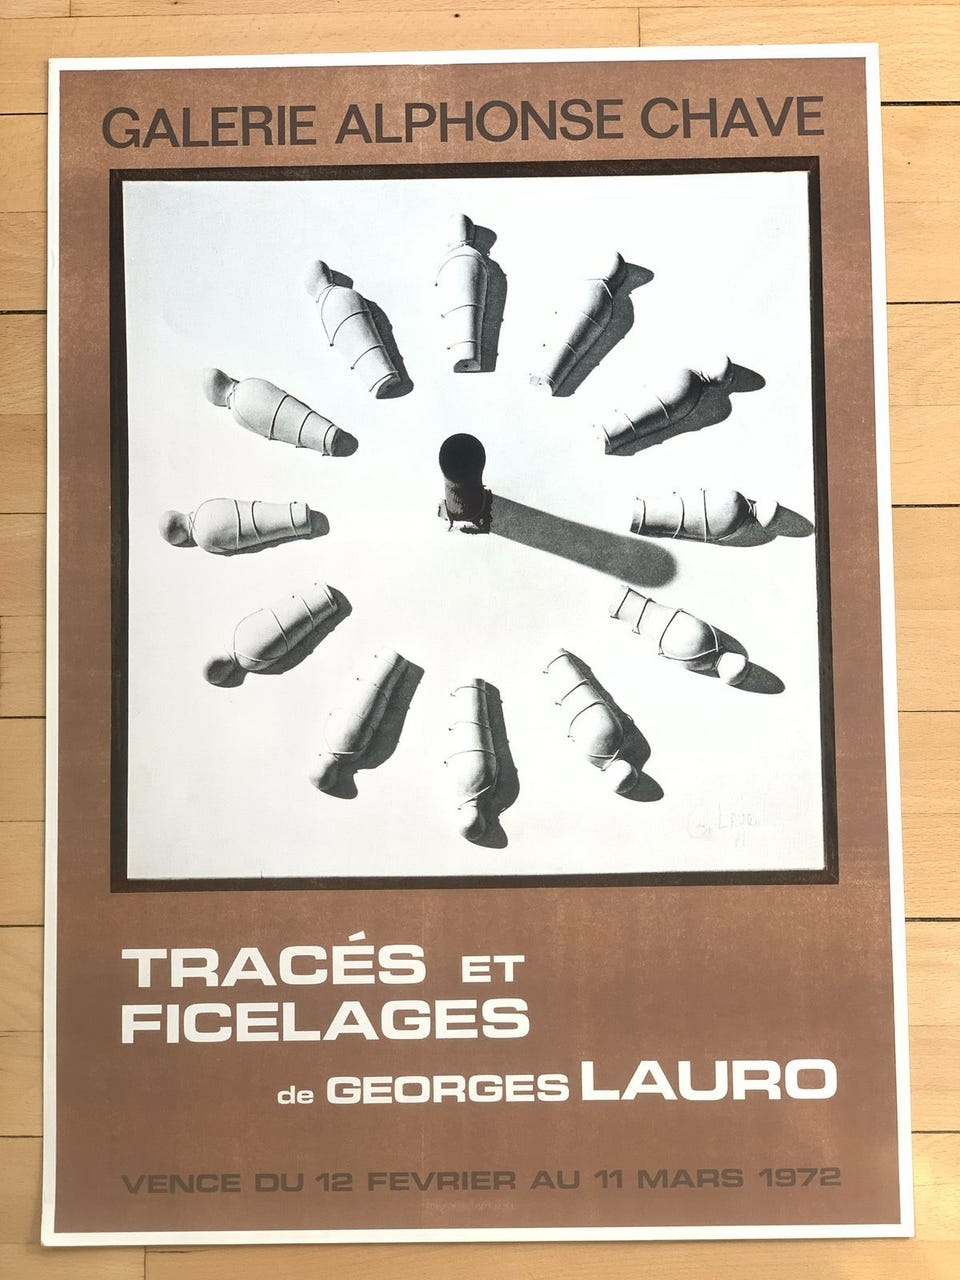 GALERIE ALPHONSE CHAVE
TRACÉS ET
FICELAGES
de GEORGES LAURO
VENCE DU 12 FEVRIER AU 11 MARS 1972